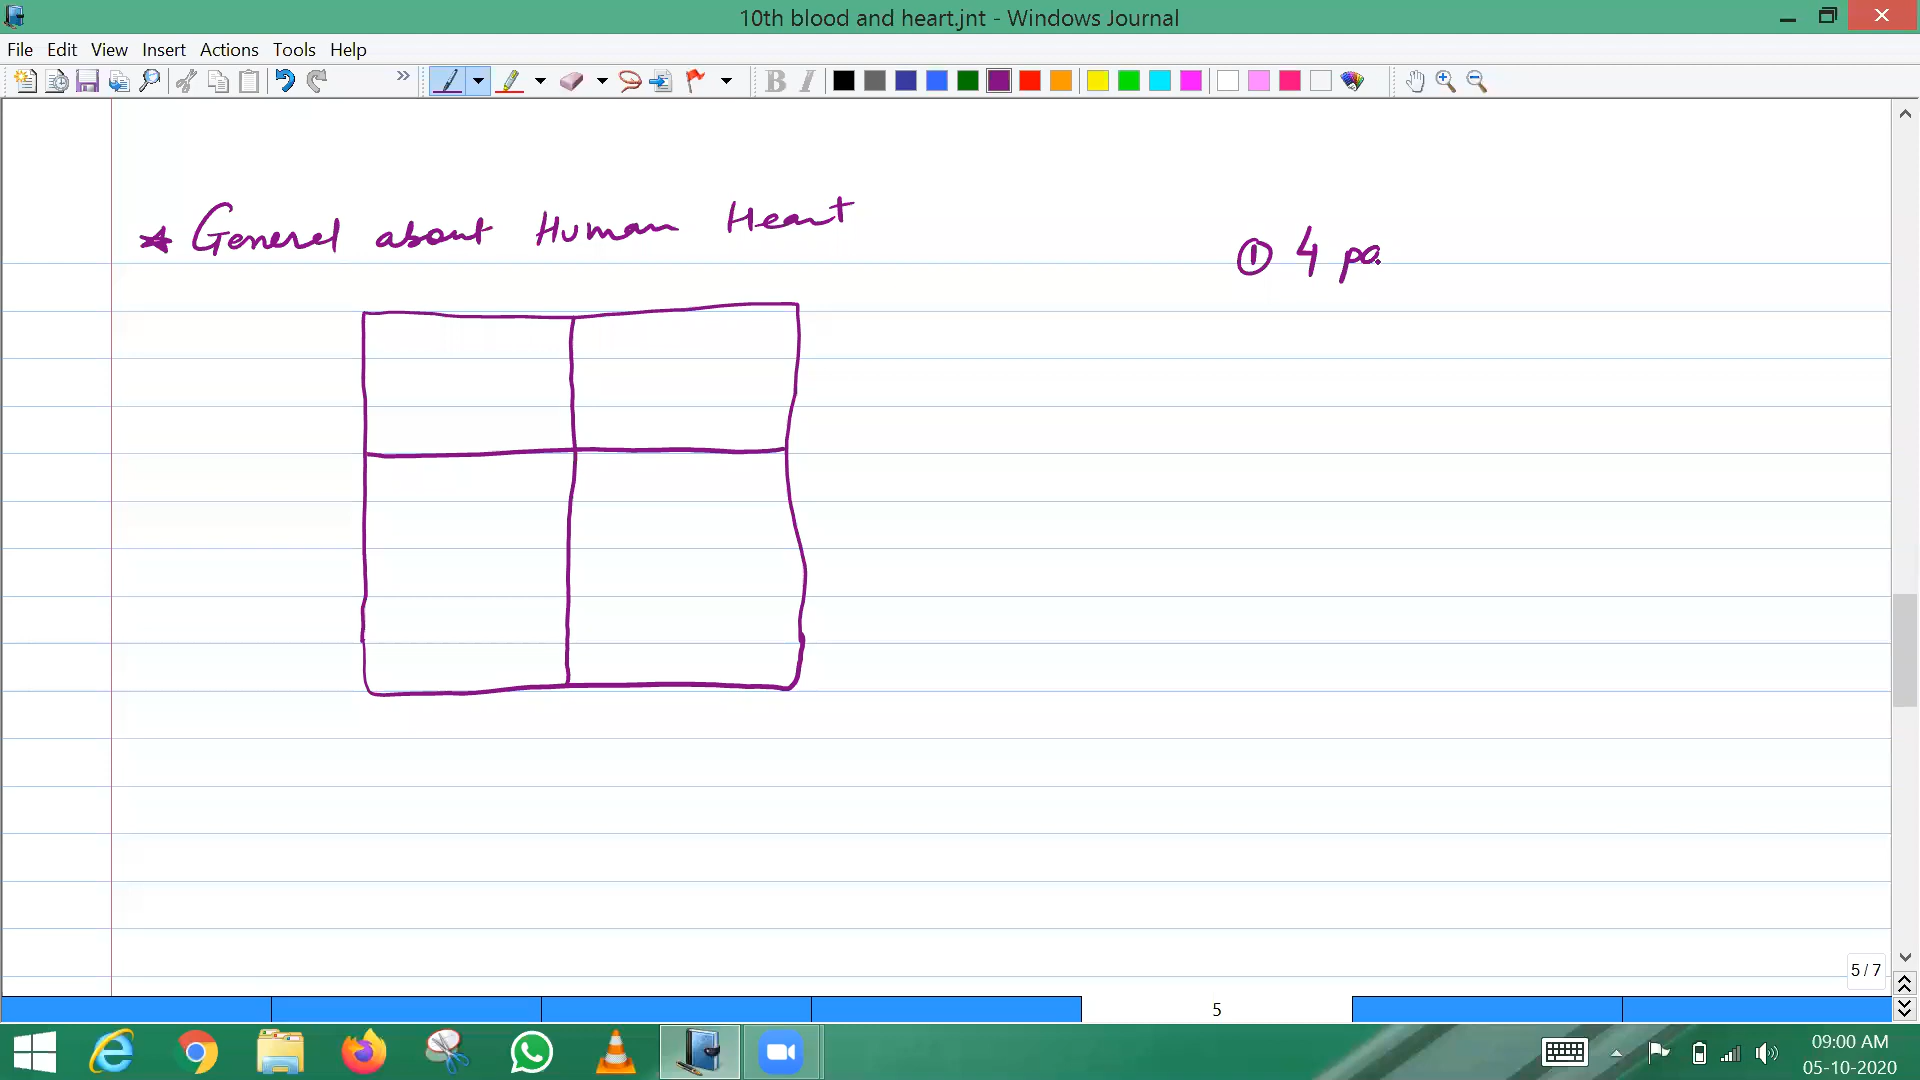 10th blood and heart.jnt - Windows Journal
File Edit View Insert Actions Tools Help
B I
* General about Human Heart
① 4 pa
5 / 7
5
09:00 AM
05-10-2020